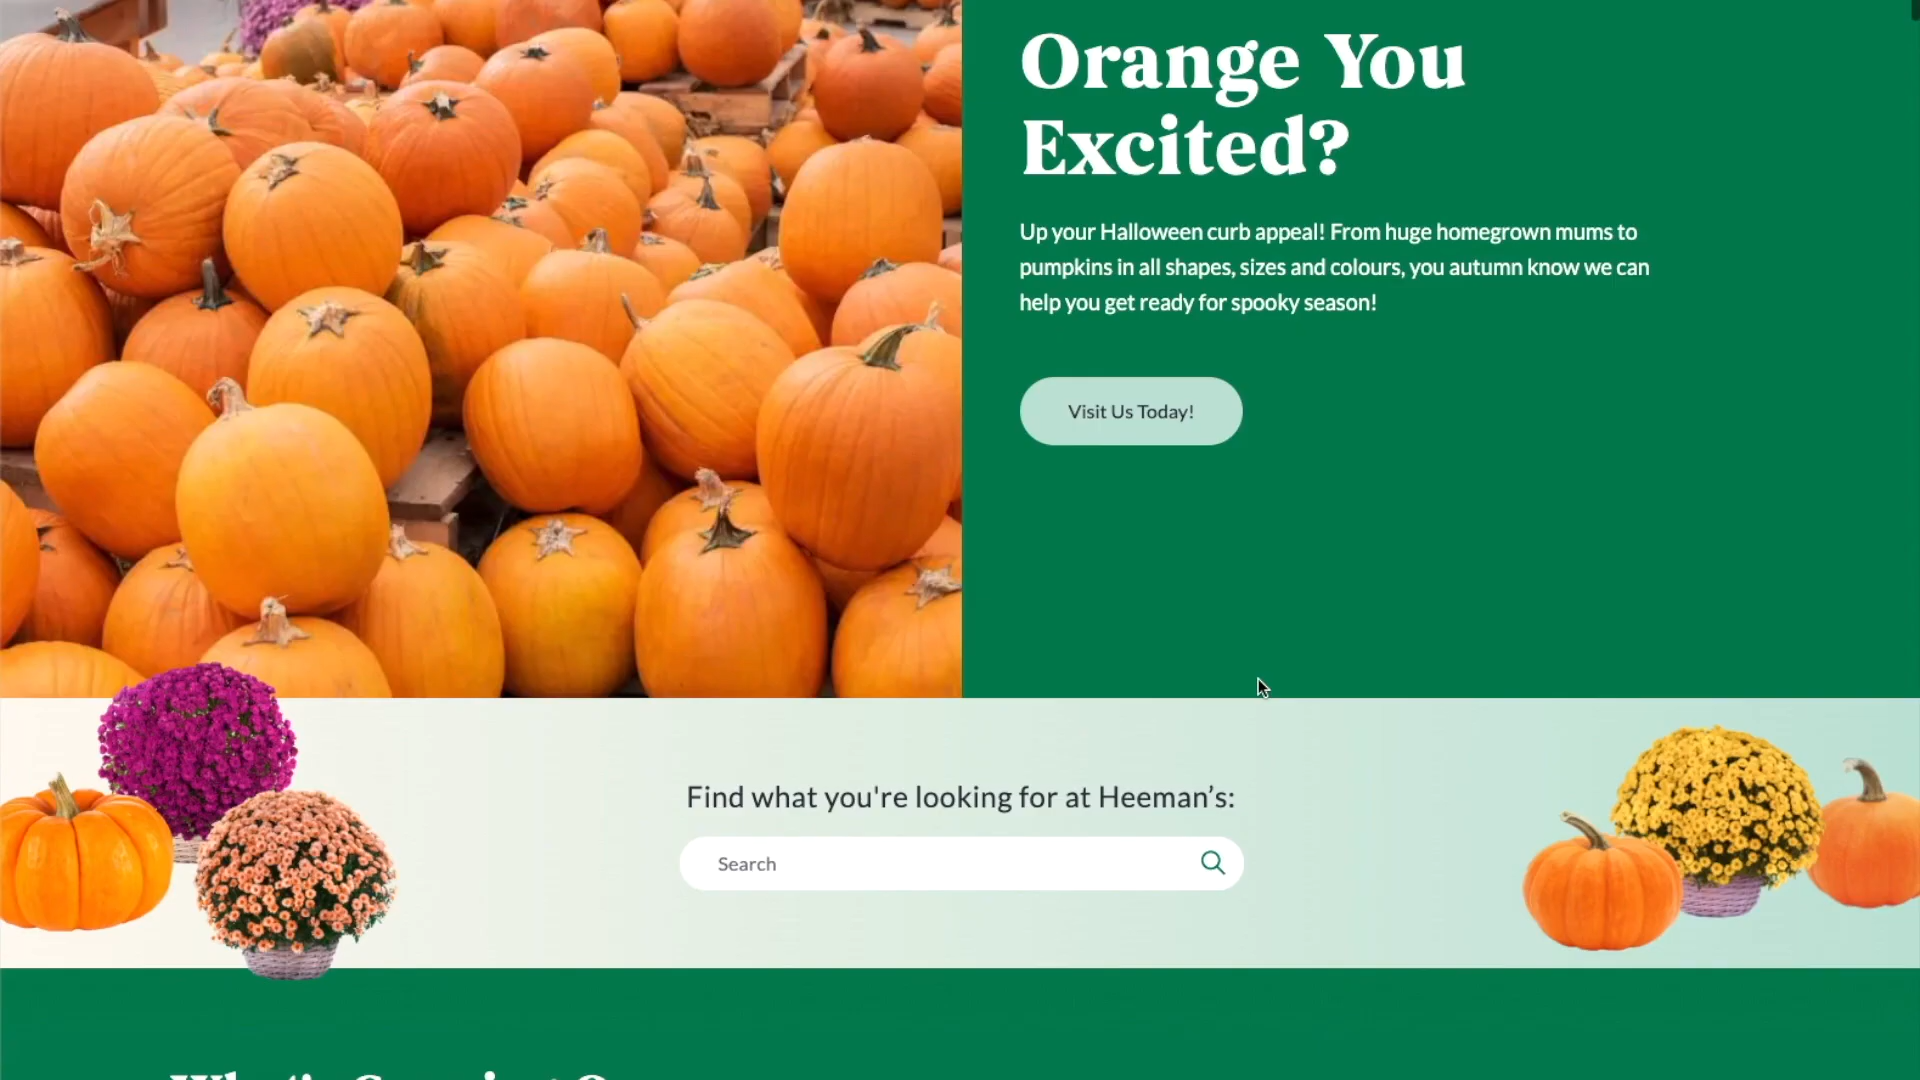 Orange You
Excited?
Up your Halloween curb appeal! From huge homegrown mums to
pumpkins in all shapes, sizes and colours, you autumn know we can
help you get ready for spooky season!
Visit Us Today!
Find what you're looking for at Heeman’s:
Search